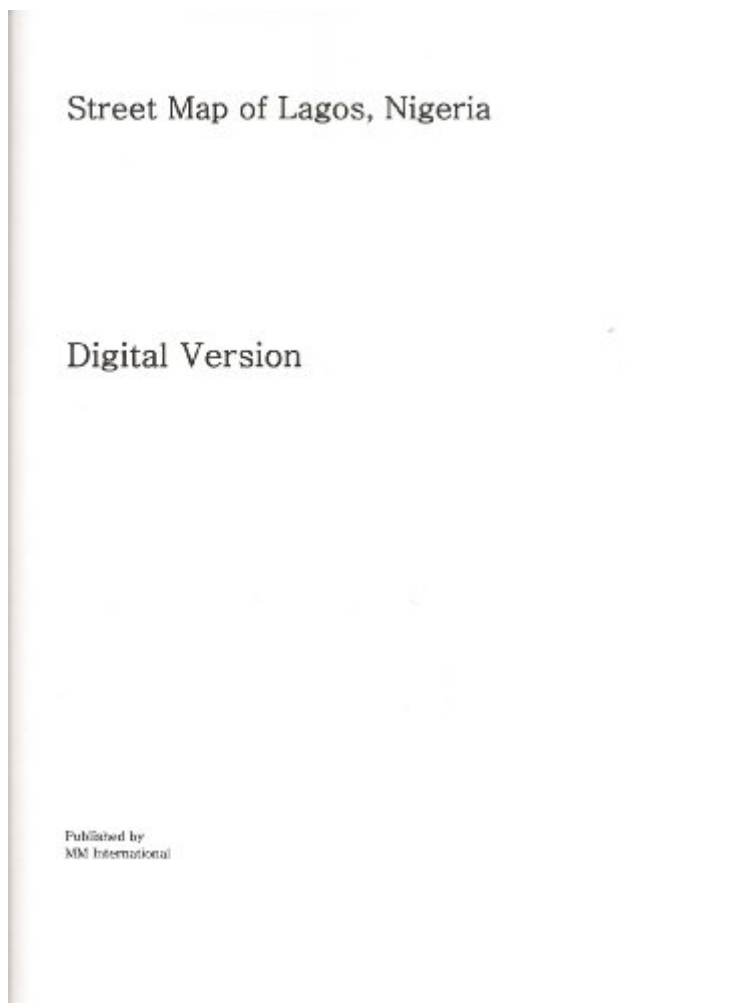 Street Map of Lagos, Nigeria
Digital Version
Published by
MM International